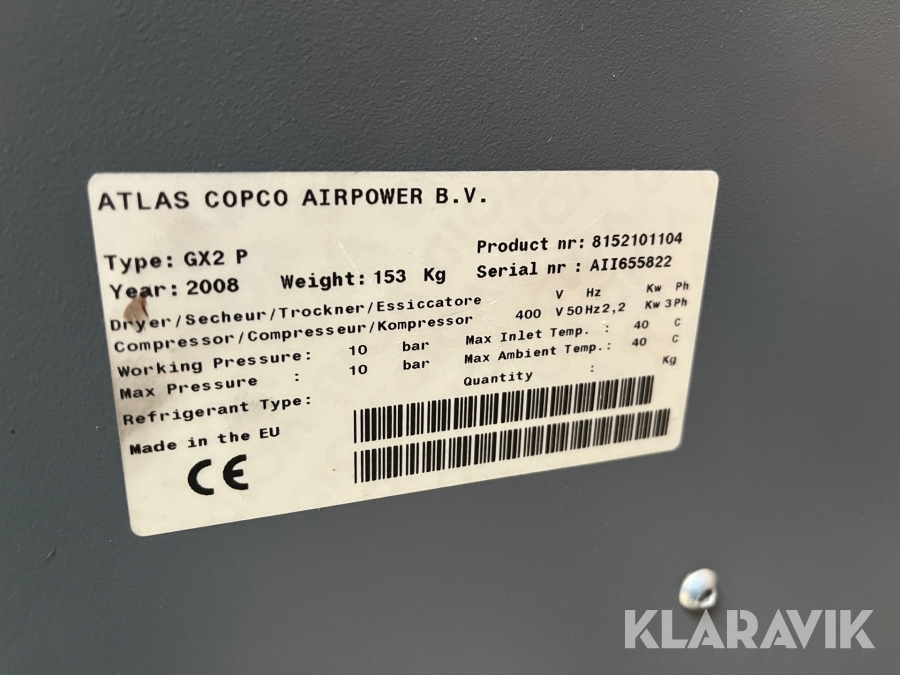 ATLAS COPCO AIRPOWER B.V.
Type: GX2 P
Product nr: 8152101104
Year: 2008 Weight: 153 Kg Serial nr : AII655822
Dryer/Secheur/Trockner/Essiccatore V Hz Kw Ph
Compressor/Compresseur/Kompressor 400 V 50 Hz 2,2 Kw 3 Ph
Working Pressure: 10 bar Max Inlet Temp. : 40 C
Max Pressure : 10 bar Max Ambient Temp.: 40 C
Refrigerant Type: Quantity : Kg
Made in the EU
CE
KLARAVIK